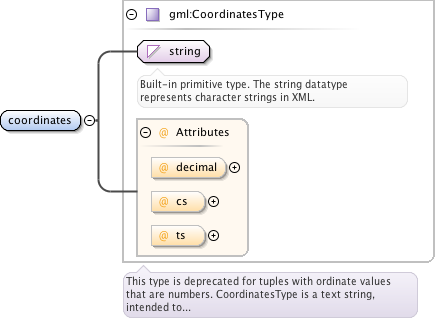 gml:CoordinatesType
string
Built-in primitive type. The string datatype
represents character strings in XML.
coordinates
@ Attributes
@ decimal
@ cs
@ ts
This type is deprecated for tuples with ordinate values
that are numbers. CoordinatesType is a text string,
intended to...